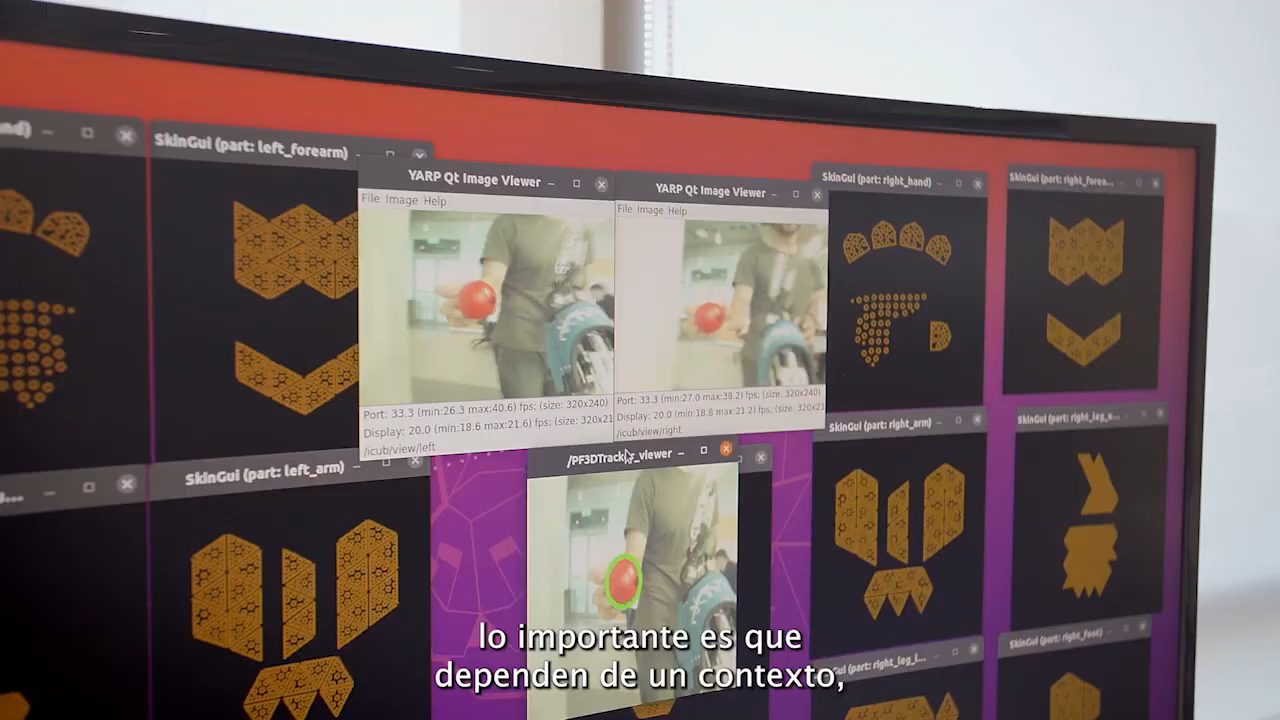 SkinGui (part: left_forearm)
YARP Qt Image Viewer
File Image Help
Port: 33.3 (min:26.3 max:40.6) fps; (size: 320x240)
Display: 20.0 (min:18.6 max:21.6) fps; (size: 320x21
/icub/view/left
YARP Qt Image Viewer
File Image Help
Port: 33.3 (min:27.0 max:38.2) fps; (size: 320x240)
Display: 20.0 (min:18.8 max:21.2) fps; (size: 320x21
/icub/view/right
SkinGui (part: right_hand)
SkinGui (part: right_forea...
SkinGui (part: left_arm)
SkinGui (part: right_arm)
SkinGui (part: right_leg_u...
SkinGui (part: right_foot)
lo importante es que
dependen de un contexto,